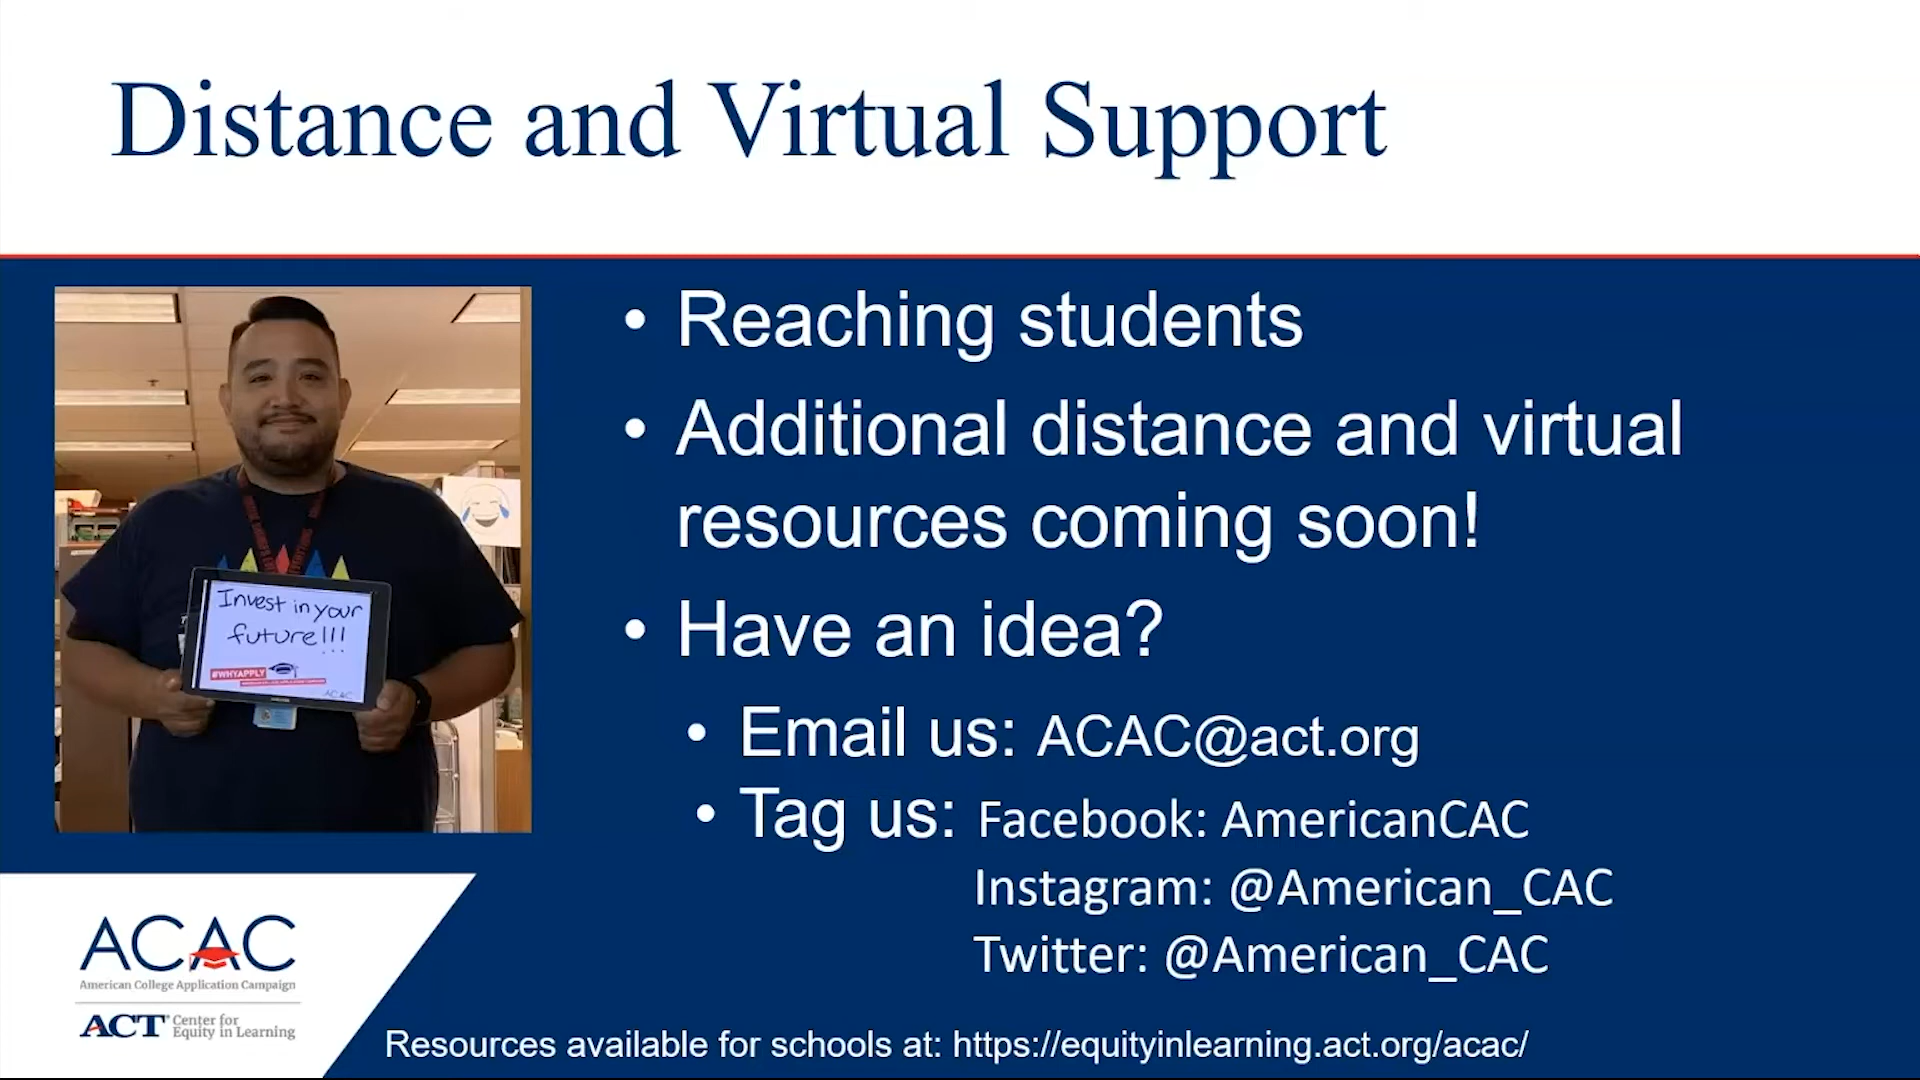 Distance and Virtual Support
• Reaching students
• Additional distance and virtual
resources coming soon!
• Have an idea?
• Email us: ACAC@act.org
• Tag us: Facebook: AmericanCAC
Instagram: @American_CAC
Twitter: @American_CAC
Invest in your
future!!!
#WHYAPPLY
ACAC
ACAC
American College Application Campaign
ACT Center for
Equity in Learning
Resources available for schools at: https://equityinlearning.act.org/acac/